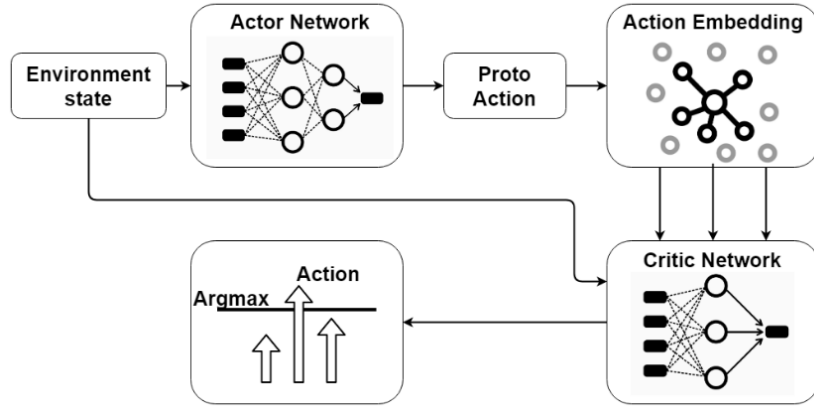 Actor Network
Action Embedding
Environment
state
Proto
Action
Critic Network
Action
Argmax